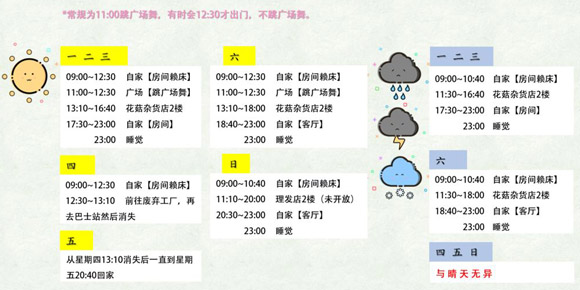 *常规为11:00跳广场舞，有时会12:30才出门，不跳广场舞。
一 二 三
09:00~12:30 自家【房间赖床】
11:00~12:30 广场【跳广场舞】
13:10~16:40 花菇杂货店2楼
17:30~23:00 自家【房间】
23:00 睡觉
四
09:00~12:30 自家【房间赖床】
12:30~13:10 前往废弃工厂，再
去巴士站然后消失
五
从星期四13:10消失后一直到星期
五20:40回家
六
09:00~12:30 自家【房间赖床】
11:00~12:30 广场【跳广场舞】
13:10~18:00 花菇杂货店2楼
18:40~23:00 自家【客厅】
23:00 睡觉
日
09:00~10:40 自家【房间赖床】
11:10~20:00 理发店2楼（未开放）
20:30~23:00 自家【客厅】
23:00 睡觉
一 二 三
09:00~10:40 自家【房间赖床】
11:30~16:40 花菇杂货店2楼
17:30~23:00 自家【房间】
23:00 睡觉
六
09:00~10:40 自家【房间赖床】
11:30~18:00 花菇杂货店2楼
18:40~23:00 自家【客厅】
23:00 睡觉
四 五 日
与晴天无异